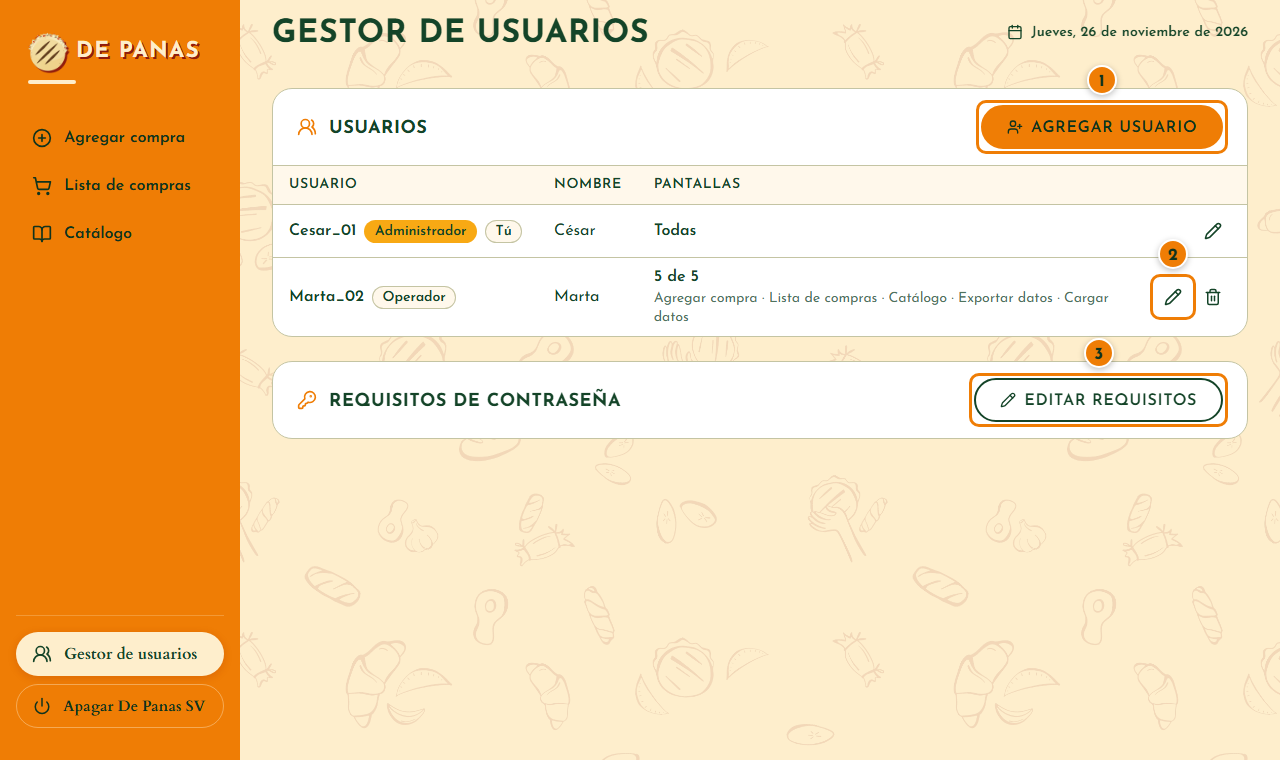 DE PANAS
Agregar compra
Lista de compras
Catálogo
Gestor de usuarios
Apagar De Panas SV
GESTOR DE USUARIOS
Jueves, 26 de noviembre de 2026
1
USUARIOS
AGREGAR USUARIO
USUARIO NOMBRE PANTALLAS
Cesar_01 Administrador Tú César Todas
2
Marta_02 Operador Marta 5 de 5
Agregar compra · Lista de compras · Catálogo · Exportar datos · Cargar
datos
3
REQUISITOS DE CONTRASEÑA
EDITAR REQUISITOS